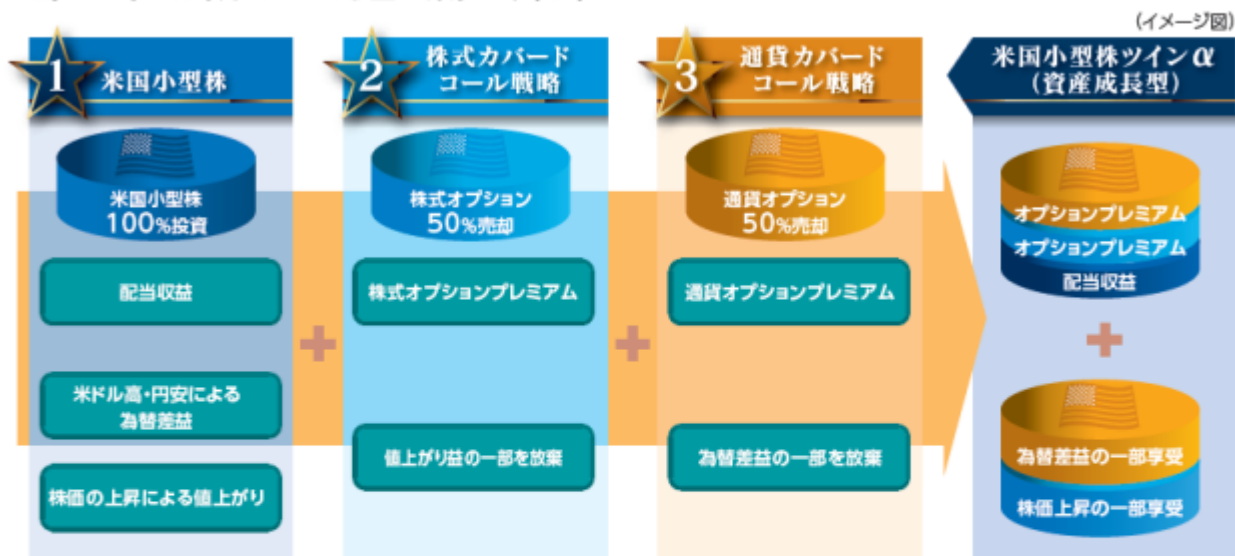 (イメージ図)
1 米国小型株
2 株式カバード
コール戦略
3 通貨カバード
コール戦略
米国小型株ツインα
(資産成長型)
米国小型株
100%投資
配当収益
米ドル高・円安による
為替差益
株価の上昇による値上がり
+
株式オプション
50%売却
株式オプションプレミアム
値上がり益の一部を放棄
+
通貨オプション
50%売却
通貨オプションプレミアム
為替差益の一部を放棄
オプションプレミアム
オプションプレミアム
配当収益
+
為替差益の一部享受
株価上昇の一部享受